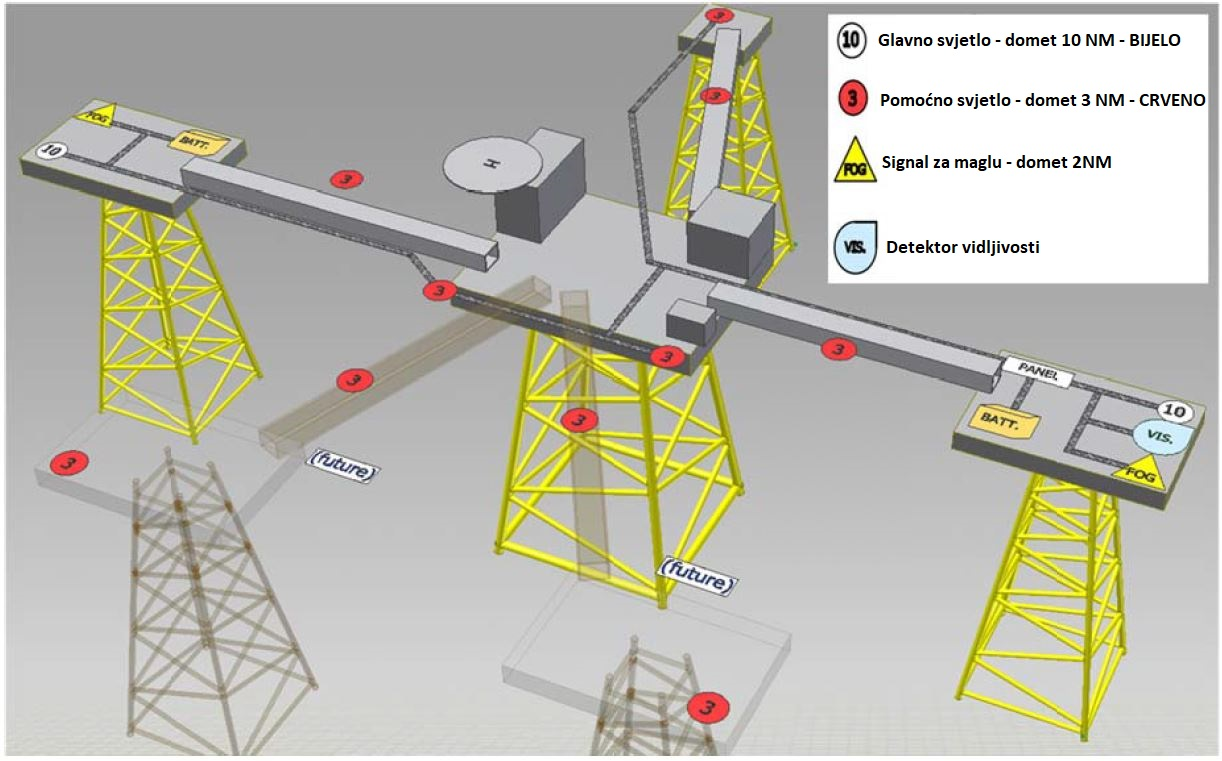 3
10
Glavno svjetlo - domet 10 NM - BIJELO
3
Pomoćno svjetlo - domet 3 NM - CRVENO
FOG
Signal za maglu - domet 2NM
VIS.
Detektor vidljivosti
3
FOG
BATT.
10
3
H
3
3
3
3
PANEL
BATT.
10
VIS.
FOG
3
3
3
(future)
(future)
3